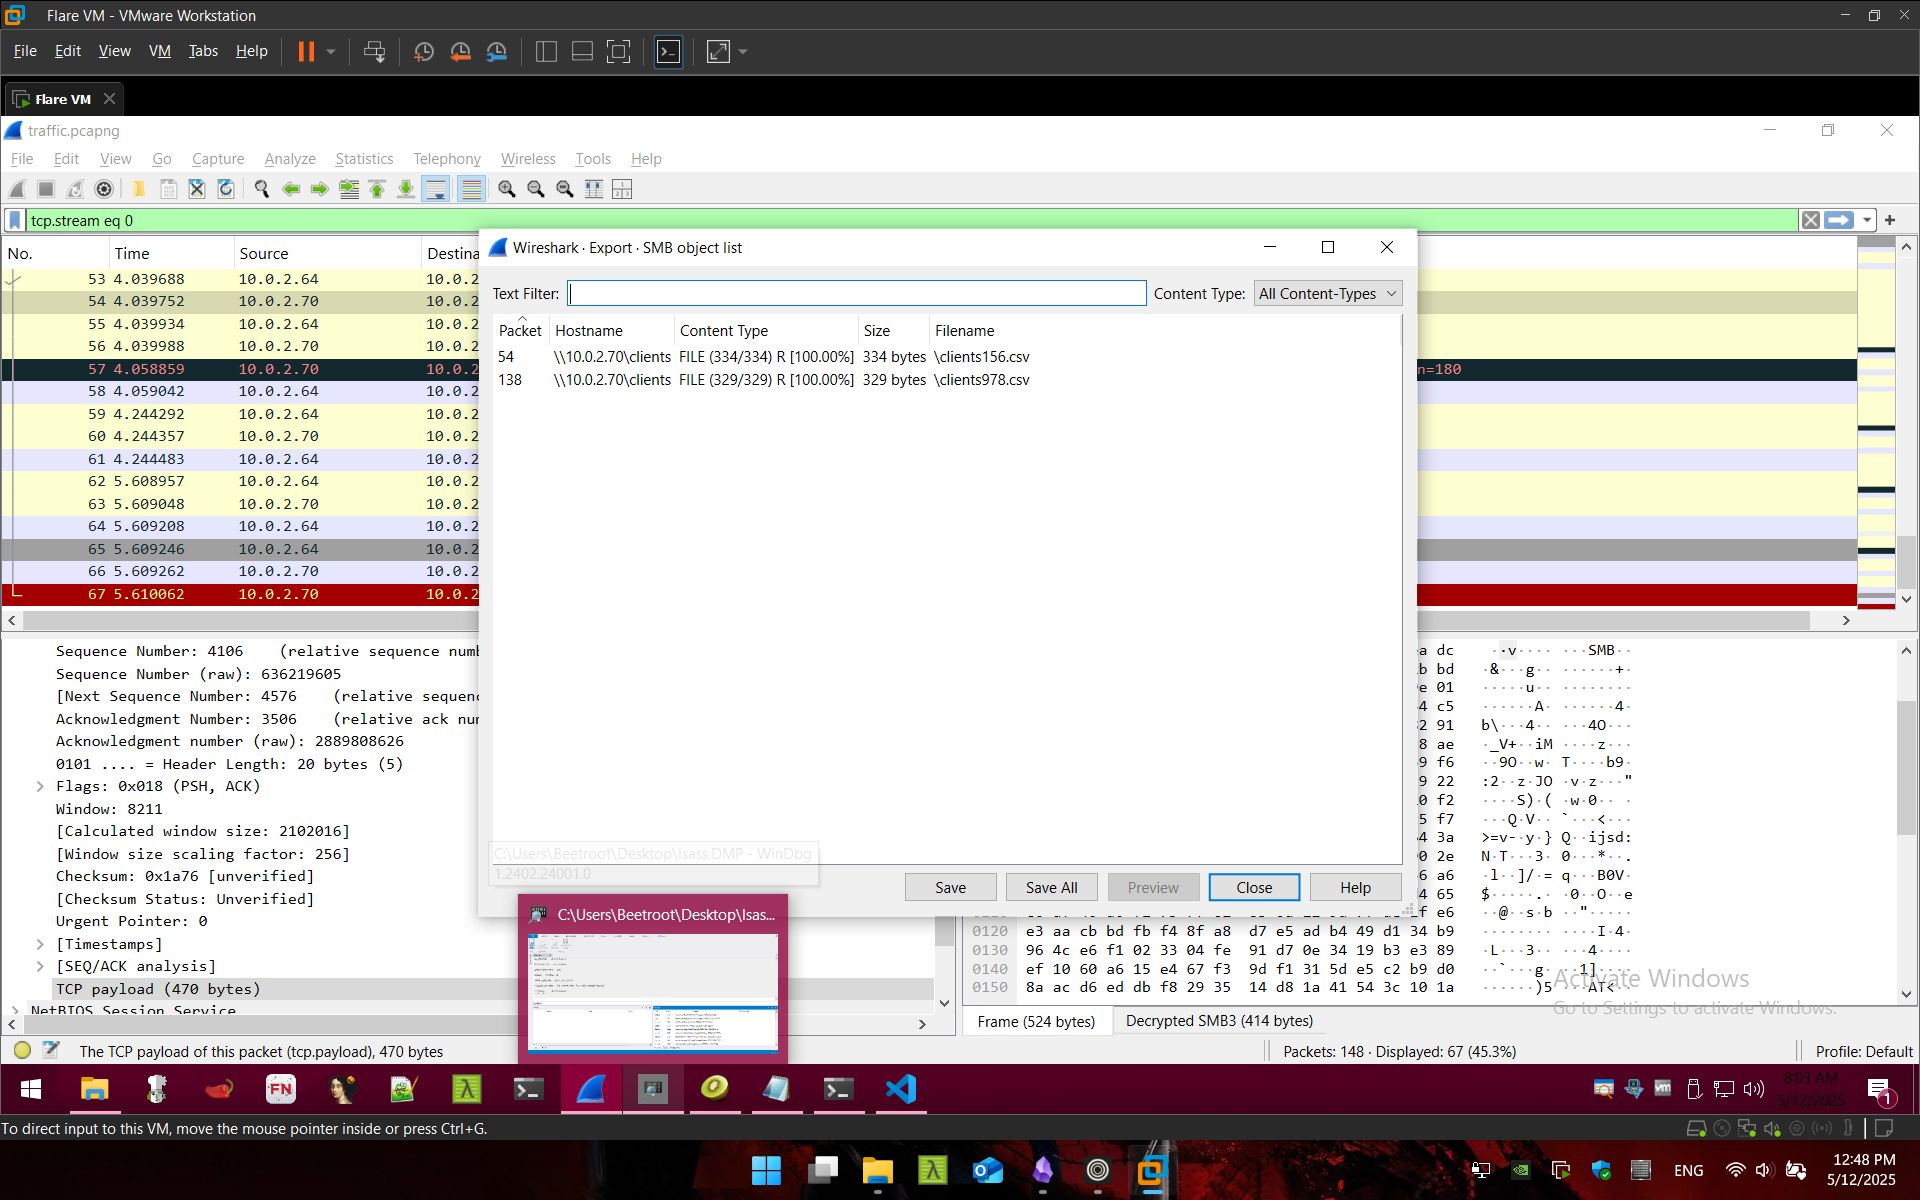 Flare VM - VMware Workstation
File Edit View VM Tabs Help
Flare VM
traffic.pcapng
File Edit View Go Capture Analyze Statistics Telephony Wireless Tools Help
tcp.stream eq 0
No. Time Source Destina
53 4.039688 10.0.2.64 10.0.2
54 4.039752 10.0.2.70 10.0.2
55 4.039934 10.0.2.64 10.0.2
56 4.039988 10.0.2.70 10.0.2
57 4.058859 10.0.2.70 10.0.2 n=180
58 4.059042 10.0.2.64 10.0.2
59 4.244292 10.0.2.64 10.0.2
60 4.244357 10.0.2.70 10.0.2
61 4.244483 10.0.2.64 10.0.2
62 5.608957 10.0.2.64 10.0.2
63 5.609048 10.0.2.70 10.0.2
64 5.609208 10.0.2.64 10.0.2
65 5.609246 10.0.2.64 10.0.2
66 5.609262 10.0.2.70 10.0.2
67 5.610062 10.0.2.70 10.0.2
Wireshark · Export · SMB object list
Text Filter: Content Type: All Content-Types
Packet Hostname Content Type Size Filename
54 \\10.0.2.70\clients FILE (334/334) R [100.00%] 334 bytes \clients156.csv
138 \\10.0.2.70\clients FILE (329/329) R [100.00%] 329 bytes \clients978.csv
C:\Users\Beetroot\Desktop\lsass.DMP - WinDbg
1.2402.24001.0
Save Save All Preview Close Help
Sequence Number: 4106 (relative sequence num
Sequence Number (raw): 636219605
[Next Sequence Number: 4576 (relative sequenc
Acknowledgment Number: 3506 (relative ack nu
Acknowledgment number (raw): 2889808626
0101 .... = Header Length: 20 bytes (5)
Flags: 0x018 (PSH, ACK)
Window: 8211
[Calculated window size: 2102016]
[Window size scaling factor: 256]
Checksum: 0x1a76 [unverified]
[Checksum Status: Unverified]
Urgent Pointer: 0
[Timestamps]
[SEQ/ACK analysis]
TCP payload (470 bytes)
NetBIOS Session Service
C:\Users\Beetroot\Desktop\lsas...
0120 e3 aa cb bd fb f4 8f a8 d7 e5 ad b4 49 d1 34 b9
0130 96 4c e6 f1 02 33 04 fe 91 d7 0e 34 19 b3 e3 89
0140 ef 10 60 a6 15 e4 67 f3 9d f1 31 5d e5 c2 b9 d0
0150 8a ac d6 ed db f8 29 35 14 d8 1a 41 54 3c 10 1a
Activate Windows
Go to Settings to activate Windows.
Frame (524 bytes) Decrypted SMB3 (414 bytes)
The TCP payload of this packet (tcp.payload), 470 bytes
Packets: 148 · Displayed: 67 (45.3%)
Profile: Default
FN
8:03 AM
5/12/2025
1
To direct input to this VM, move the mouse pointer inside or press Ctrl+G.
ENG
12:48 PM
5/12/2025